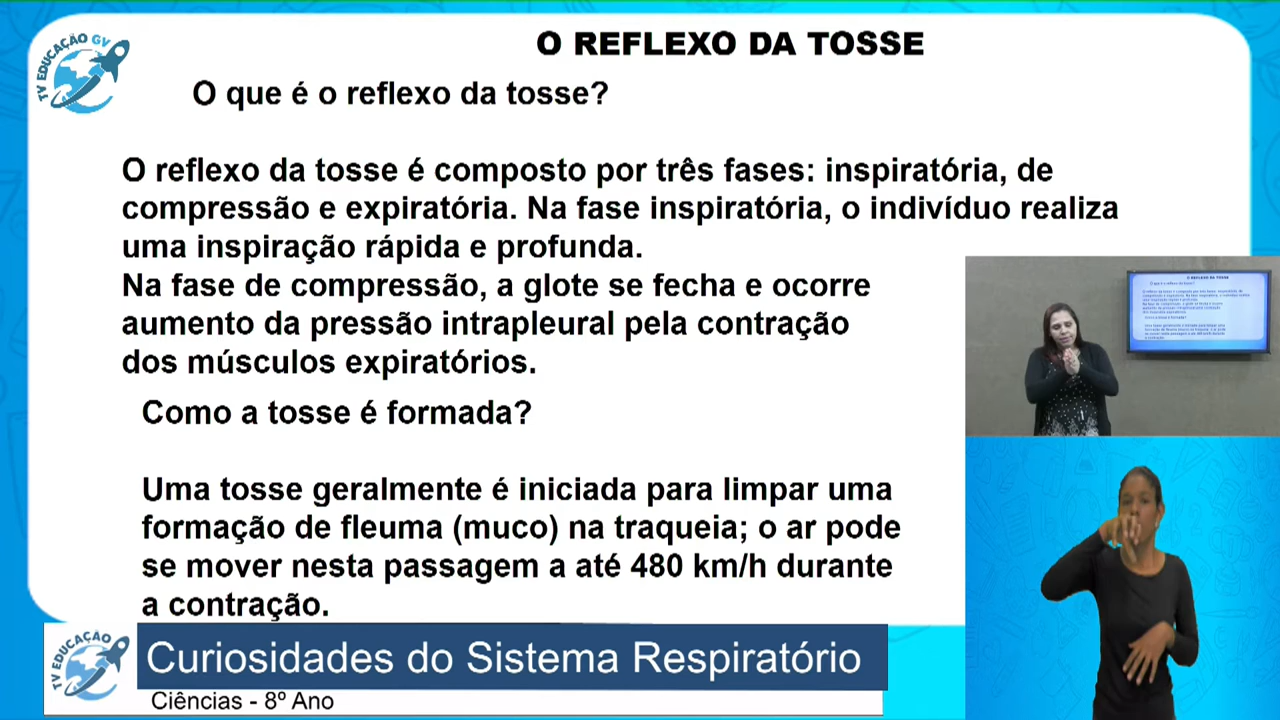 TV EDUCAÇÃO GV
O REFLEXO DA TOSSE
O que é o reflexo da tosse?
O reflexo da tosse é composto por três fases: inspiratória, de
compressão e expiratória. Na fase inspiratória, o indivíduo realiza
uma inspiração rápida e profunda.
Na fase de compressão, a glote se fecha e ocorre
aumento da pressão intrapleural pela contração
dos músculos expiratórios.
Como a tosse é formada?
Uma tosse geralmente é iniciada para limpar uma
formação de fleuma (muco) na traqueia; o ar pode
se mover nesta passagem a até 480 km/h durante
a contração.
TV EDUCAÇÃO
Curiosidades do Sistema Respiratório
Ciências - 8º Ano
O REFLEXO DA TOSSE